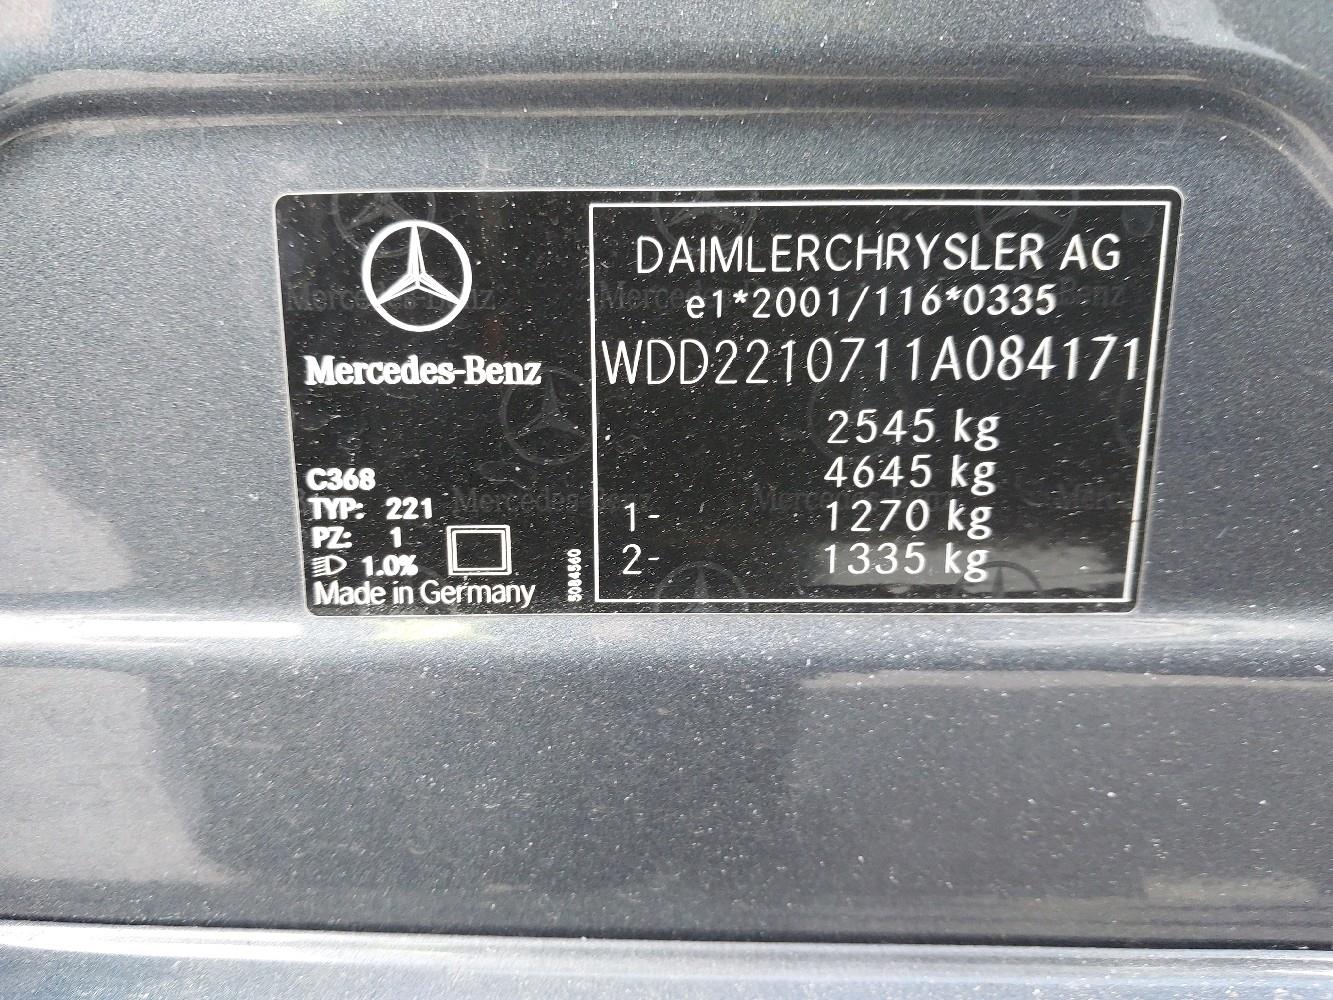 Mercedes-Benz
C368
TYP: 221
PZ: 1
1.0%
Made in Germany
5084560
DAIMLERCHRYSLER AG
e1*2001/116*0335
WDD2210711A084171
2545 kg
4645 kg
1- 1270 kg
2- 1335 kg